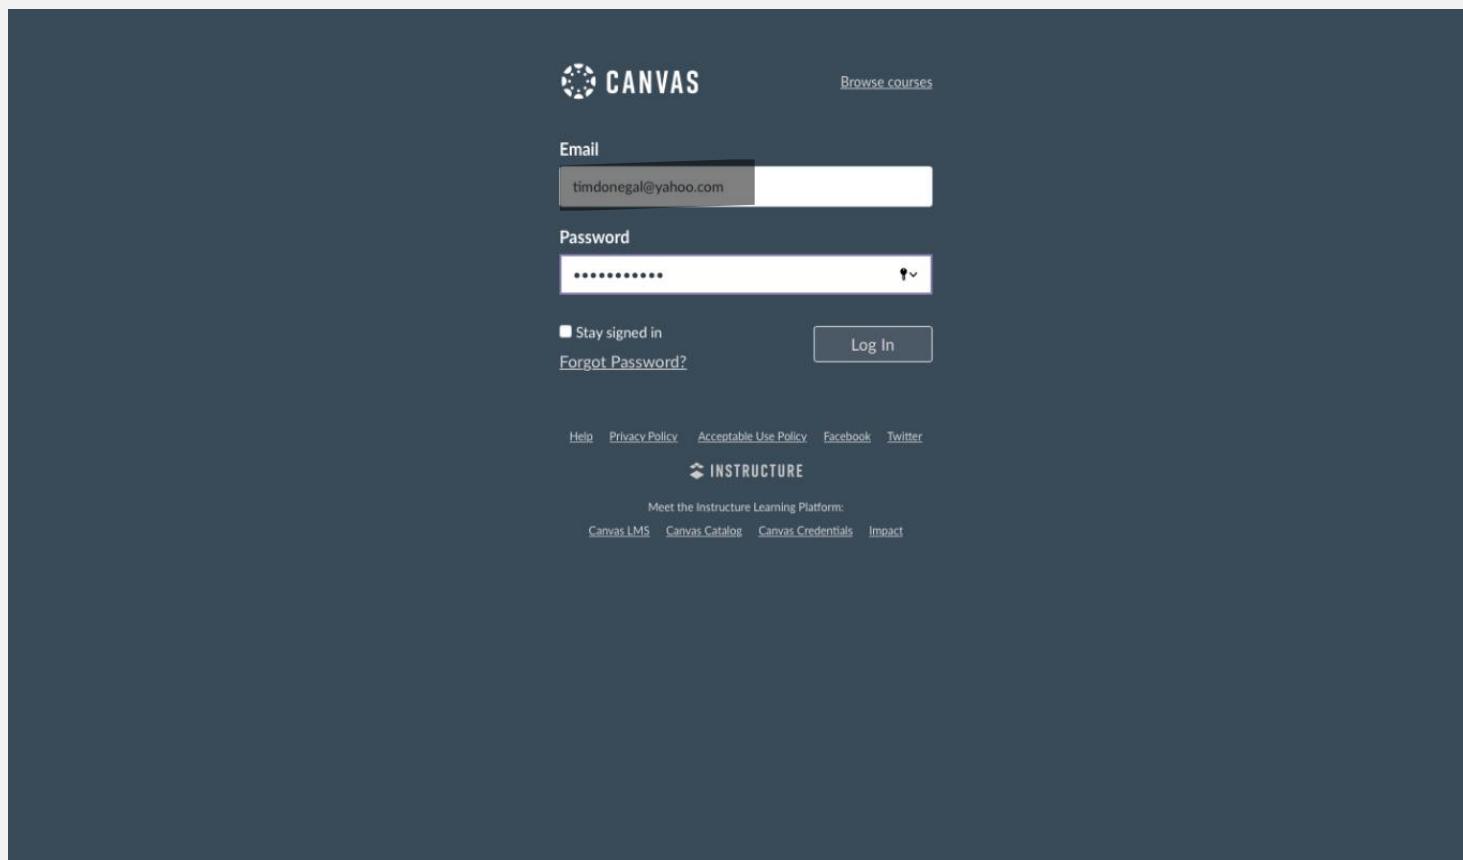 CANVAS
Browse courses
Email
timdonegal@yahoo.com
Password
•••••••••••
Stay signed in
Log In
Forgot Password?
Help Privacy Policy Acceptable Use Policy Facebook Twitter
INSTRUCTURE
Meet the Instructure Learning Platform:
Canvas LMS Canvas Catalog Canvas Credentials Impact